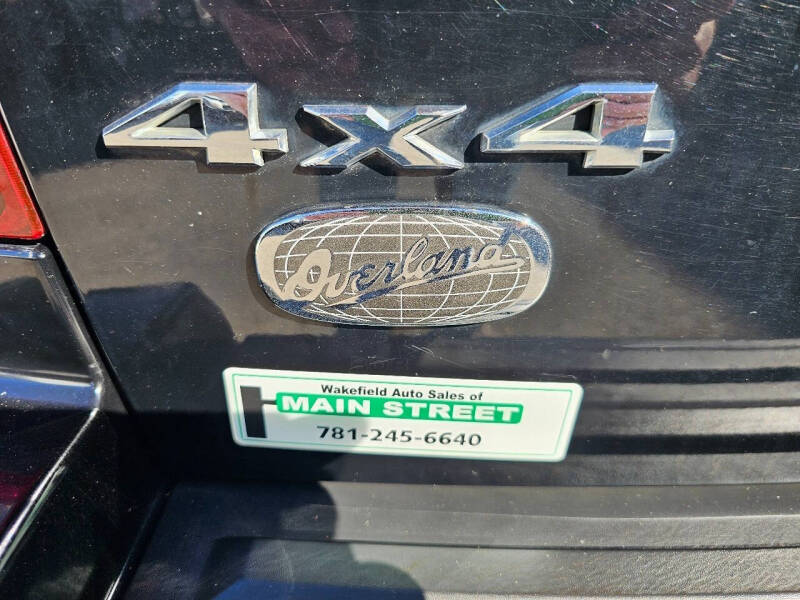 4x4
Overland
Wakefield Auto Sales of
MAIN STREET
781-245-6640